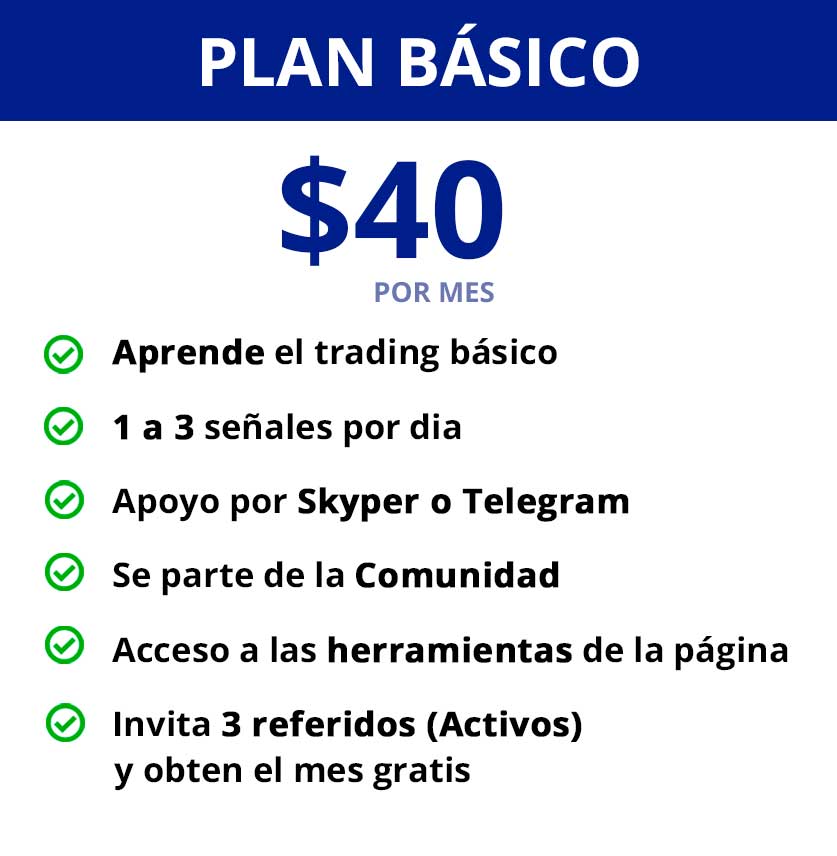 PLAN BÁSICO
$40
POR MES
Aprende el trading básico
1 a 3 señales por dia
Apoyo por Skyper o Telegram
Se parte de la Comunidad
Acceso a las herramientas de la página
Invita 3 referidos (Activos)
y obten el mes gratis